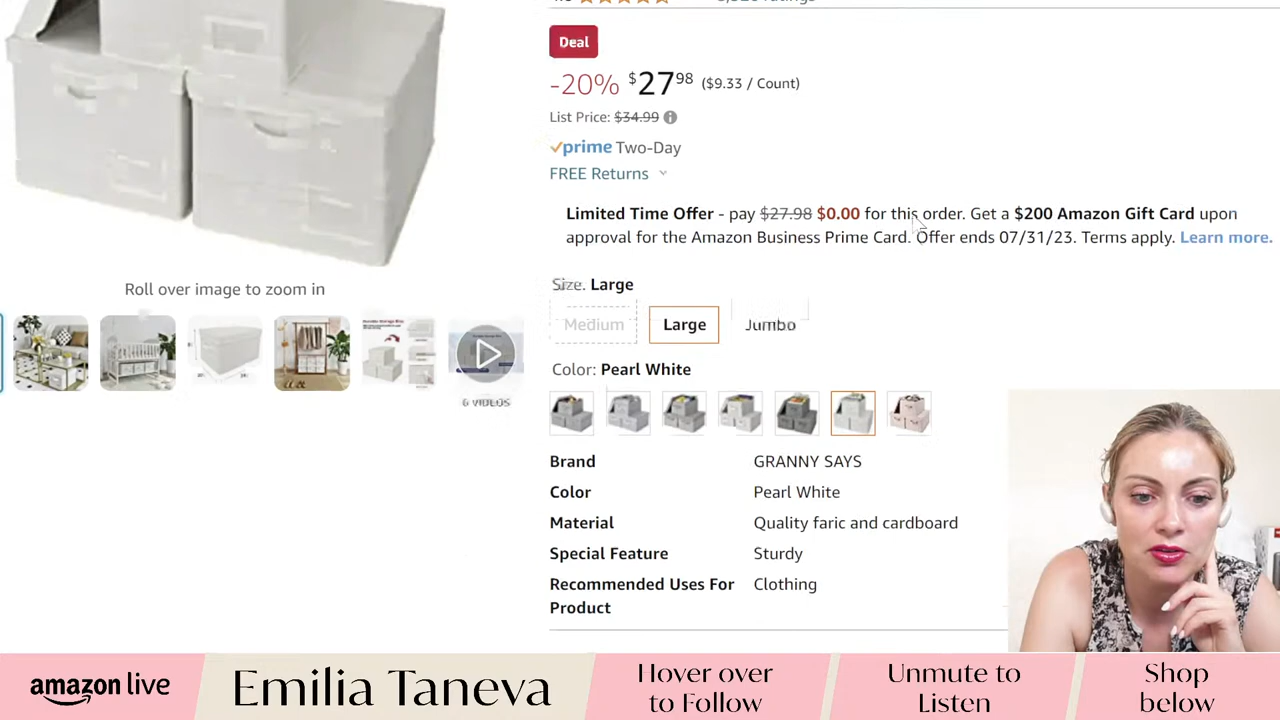 Deal
-20% $27 98 ($9.33 / Count)
List Price: $34.99
prime Two-Day
FREE Returns
Limited Time Offer - pay $27.98 $0.00 for this order. Get a $200 Amazon Gift Card upon
approval for the Amazon Business Prime Card. Offer ends 07/31/23. Terms apply. Learn more.
Roll over image to zoom in
Size: Large
Medium Large Jumbo
6 VIDEOS
Color: Pearl White
Brand GRANNY SAYS
Color Pearl White
Material Quality faric and cardboard
Special Feature Sturdy
Recommended Uses For Clothing
Product
amazon live
Emilia Taneva
Hover over
to Follow
Unmute to
Listen
Shop
below